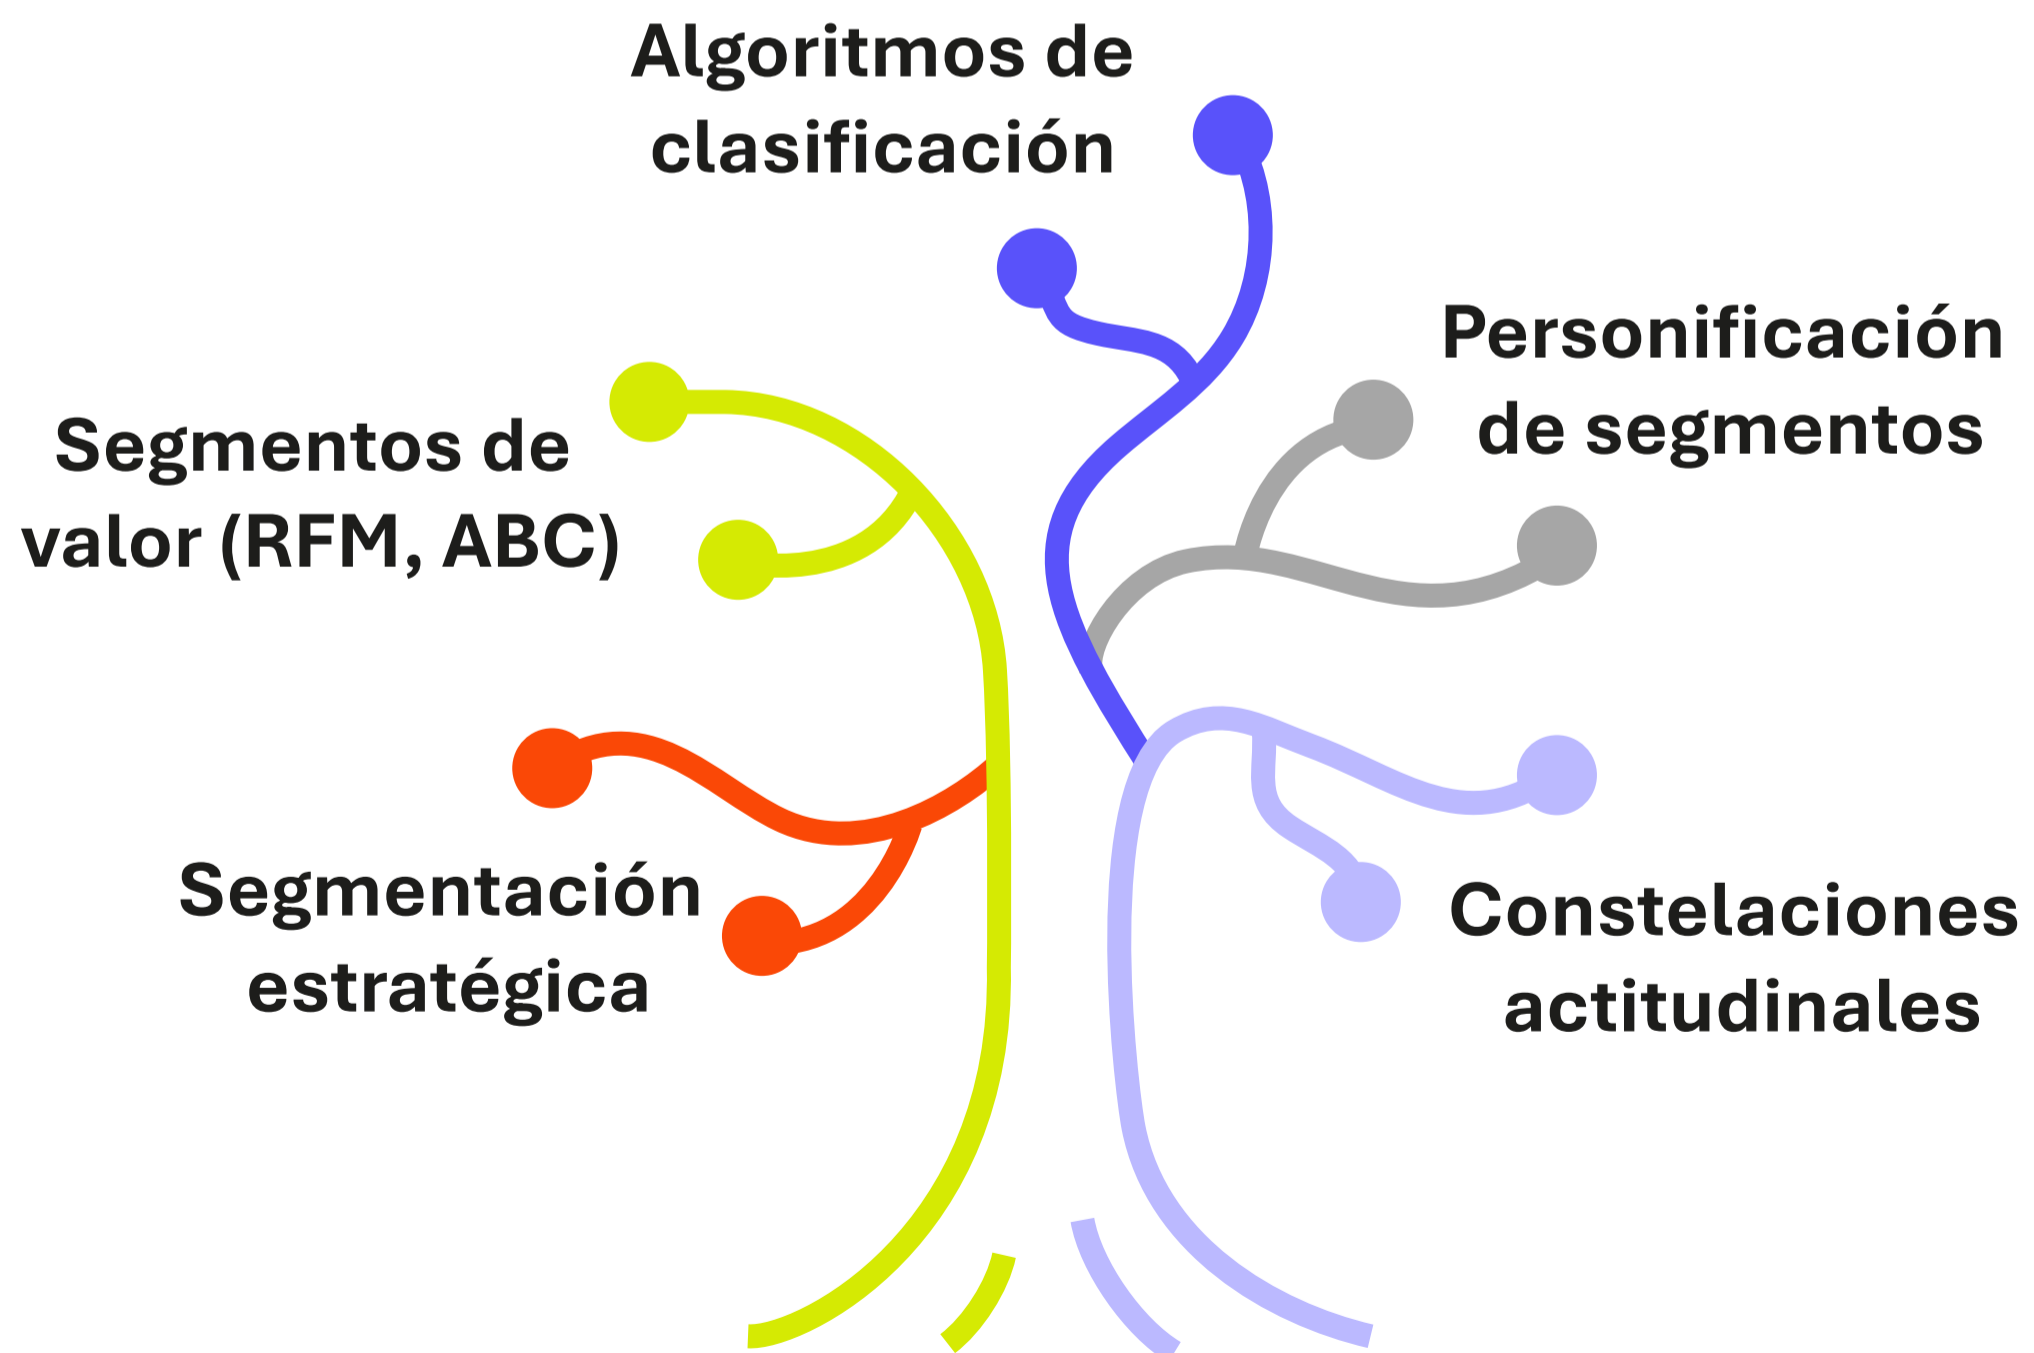 Algoritmos de
clasificación
Personificación
de segmentos
Segmentos de
valor (RFM, ABC)
Segmentación
estratégica
Constelaciones
actitudinales